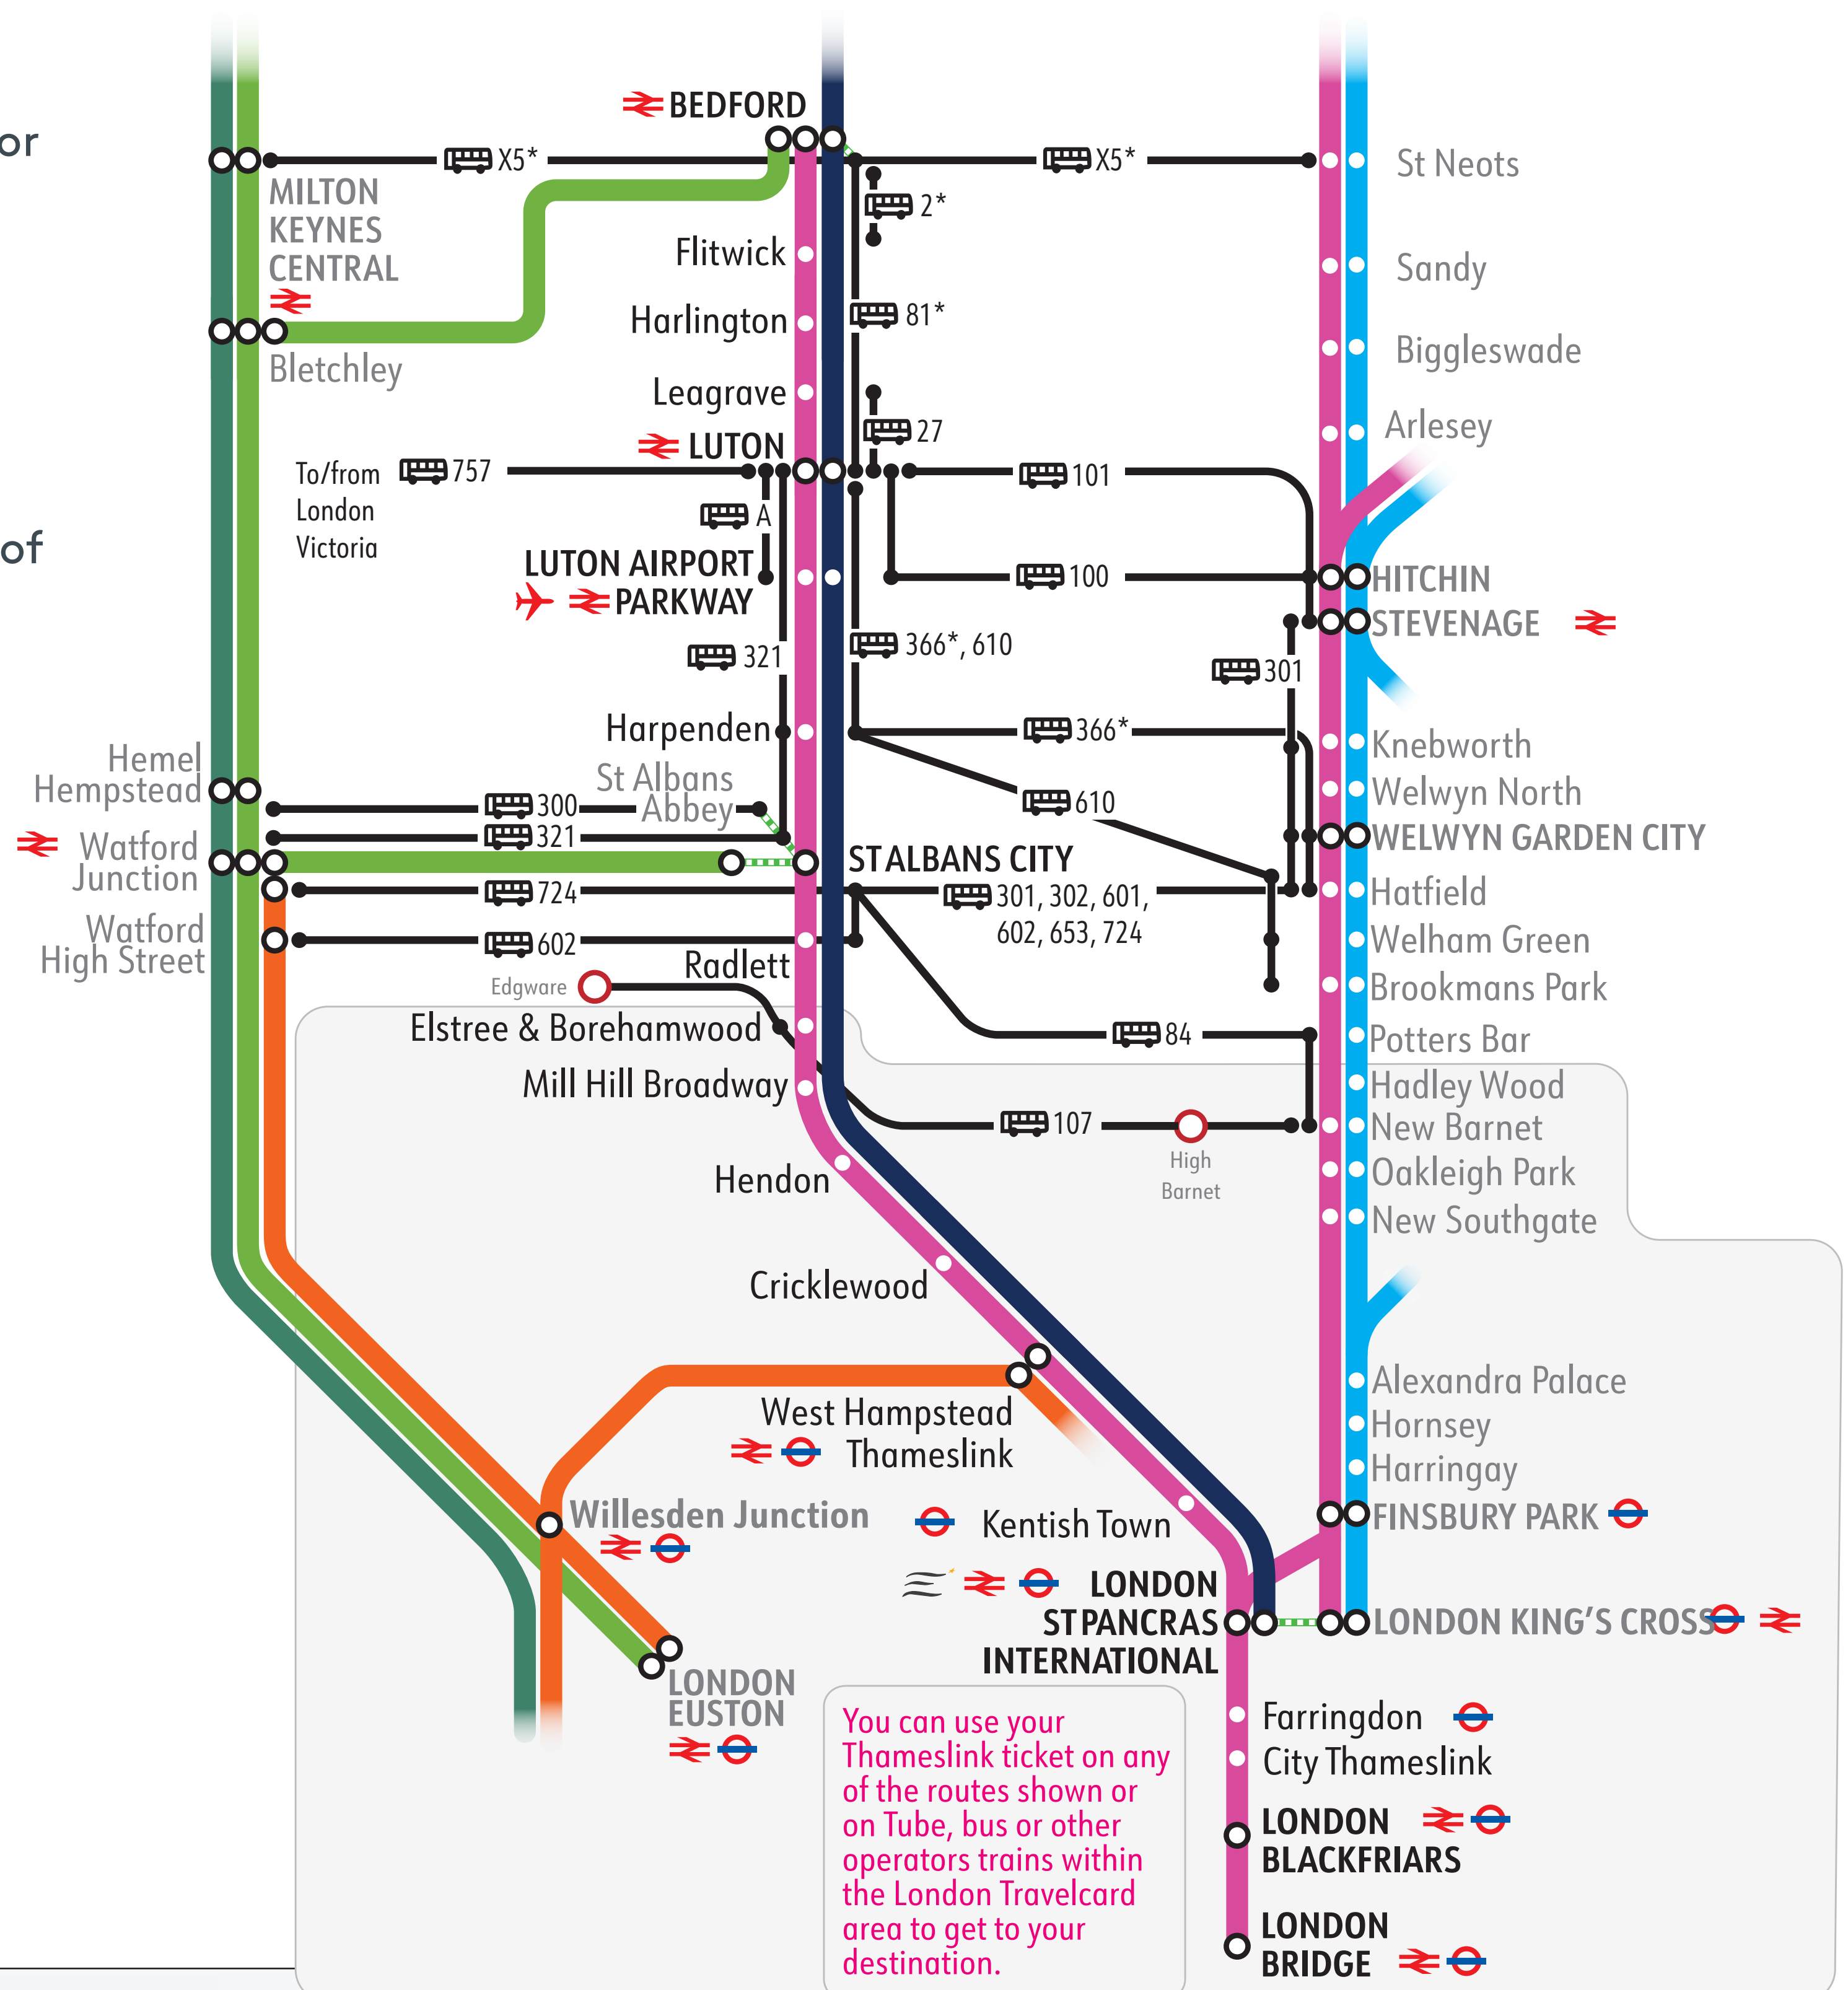 or
of
BEDFORD
X5*
X5*
St Neots
MILTON
KEYNES
CENTRAL
2*
Flitwick
Sandy
Harlington
81*
Biggleswade
Bletchley
Leagrave
27
Arlesey
LUTON
To/from
London
Victoria
757
101
A
LUTON AIRPORT
PARKWAY
100
HITCHIN
STEVENAGE
321
366*, 610
301
Harpenden
366*
Knebworth
Hemel
Hempstead
St Albans
Abbey
300
610
Welwyn North
321
WELWYN GARDEN CITY
Watford
Junction
ST ALBANS CITY
724
301, 302, 601,
602, 653, 724
Hatfield
Watford
High Street
602
Welham Green
Radlett
Edgware
Brookmans Park
Elstree & Borehamwood
84
Potters Bar
Mill Hill Broadway
Hadley Wood
107
New Barnet
High
Barnet
Hendon
Oakleigh Park
New Southgate
Cricklewood
Alexandra Palace
West Hampstead
Thameslink
Hornsey
Harringay
Willesden Junction
Kentish Town
FINSBURY PARK
LONDON
ST PANCRAS
INTERNATIONAL
LONDON KING'S CROSS
LONDON
EUSTON
You can use your
Thameslink ticket on any
of the routes shown or
on Tube, bus or other
operators trains within
the London Travelcard
area to get to your
destination.
Farringdon
City Thameslink
LONDON
BLACKFRIARS
LONDON
BRIDGE